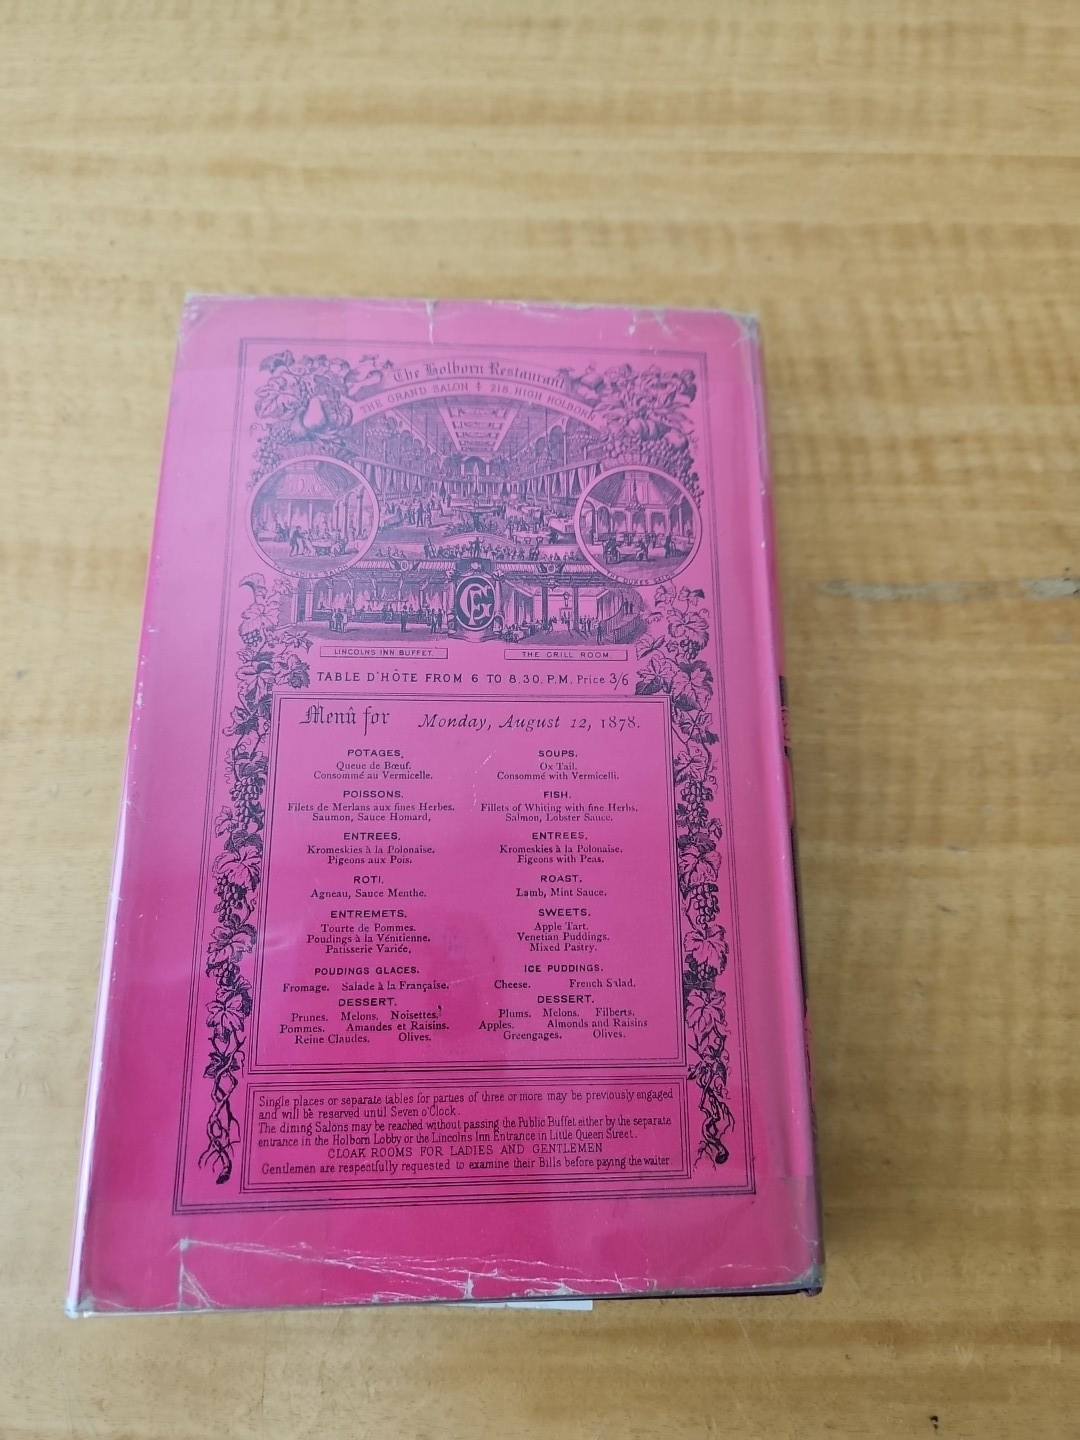 The Holborn Restaurant
THE GRAND SALON 218, HIGH HOLBORN
THE DUKES SALON
LINCOLNS INN BUFFET.
THE GRILL ROOM.
TABLE D'HÔTE FROM 6 TO 8.30. P.M. Price 3/6
Menû for Monday, August 12, 1878.
POTAGES,
Queue de Bœuf.
Consommé au Vermicelle.
POISSONS,
Filets de Merlans aux fines Herbes.
Saumon, Sauce Homard,
ENTREES.
Kromeskies à la Polonaise.
Pigeons aux Pois.
ROTI.
Agneau, Sauce Menthe.
ENTREMETS.
Tourte de Pommes.
Poudings à la Vénitienne.
Patisserie Variée,
POUDINGS GLACES.
Fromage. Salade à la Française.
DESSERT.
Prunes. Melons. Noisettes.
Pommes. Amandes et Raisins.
Reine Claudes. Olives.
SOUPS.
Ox Tail.
Consommé with Vermicelli.
FISH.
Fillets of Whiting with fine Herbs.
Salmon, Lobster Sauce.
ENTREES.
Kromeskies à la Polonaise.
Pigeons with Peas.
ROAST.
Lamb, Mint Sauce.
SWEETS.
Apple Tart.
Venetian Puddings.
Mixed Pastry.
ICE PUDDINGS.
Cheese. French Salad.
DESSERT.
Plums. Melons. Filberts.
Apples. Almonds and Raisins
Greengages. Olives.
Single places or separate tables for parties of three or more may be previously engaged
and will be reserved until Seven o'Clock.
The dining Salons may be reached without passing the Public Buffet either by the separate
entrance in the Holborn Lobby or the Lincolns Inn Entrance in Little Queen Street.
CLOAK ROOMS FOR LADIES AND GENTLEMEN
Gentlemen are respectfully requested to examine their Bills before paying the waiter.